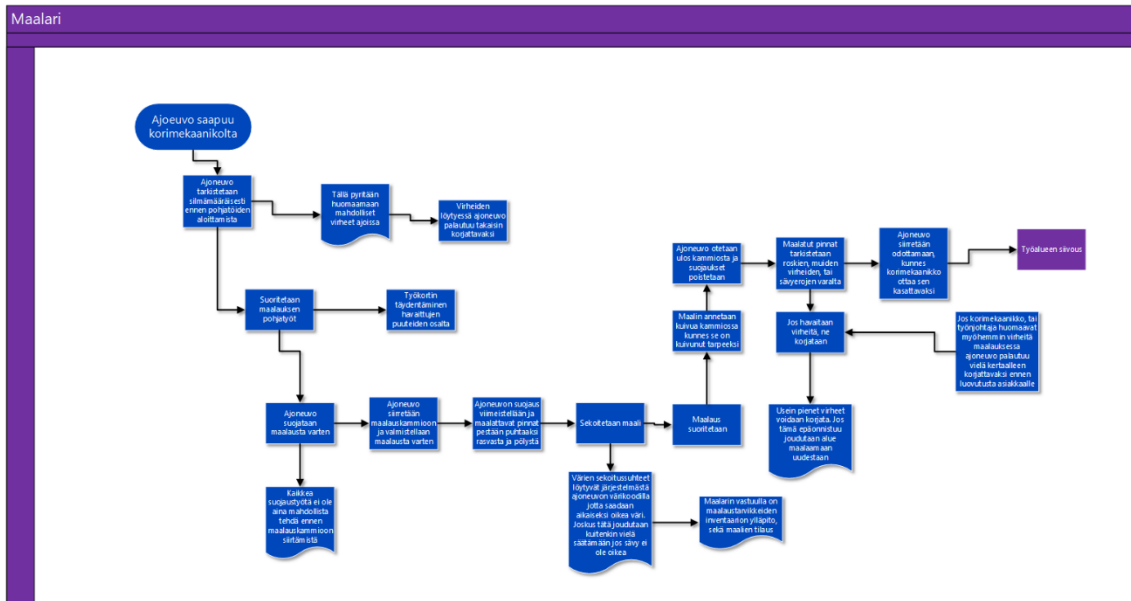 Maalari
Ajoeuvo saapuu
korimekaanikolta
Ajoneuvo
tarkistetaan
silmämääräisesti
ennen pohjatöiden
aloittamista
Tällä pyritään
huomaamaan
mahdolliset
virheet ajoissa
Virheiden
löytyessä ajoneuvo
palautuu takaisin
korjattavaksi
Suoritetaan
maalauksen
pohjatyöt
Työkortin
täydentäminen
havaittujen
puuteiden osalta
Ajoneuvo
suojataan
maalausta varten
Kaikkea
suojaustyötä ei ole
aina mahdollista
tehdä ennen
maalauskammioon
siirtämistä
Ajoneuvo
siirretään
maalauskammioon
ja valmistellaan
maalausta varten
Ajoneuvon suojaus
viimeistellään ja
maalattavat pinnat
pestään puhtaaksi
rasvasta ja pölystä
Sekoitetaan maali
Värien sekoitussuhteet
löytyvät järjestelmästä
ajoneuvon värikoodilla
jotta saadaan
aikaiseksi oikea väri.
Joskus tätä joudutaan
kuitenkin vielä
säätämään jos sävy ei
ole oikea
Maalarin vastuulla on
maalaustarvikkeiden
inventaarion ylläpito,
sekä maalien tilaus
Maalaus
suoritetaan
Maalin annetaan
kuivua kammiossa
kunnes se on
kuivunut tarpeeksi
Ajoneuvo otetaan
ulos kammiosta ja
suojaukset
poistetaan
Maalatut pinnat
tarkistetaan
roskien, muiden
virheiden, tai
sävyerojen varalta
Ajoneuvo
siirretään
odottamaan,
kunnes
korimekaanikko
ottaa sen
kasattavaksi
Työalueen siivous
Jos havaitaan
virheitä, ne
korjataan
Jos korimekaanikko, tai
työnjohtaja huomaavat
myöhemmin virheitä
maalauksessa
ajoneuvo palautuu
vielä kertaalleen
korjattavaksi ennen
luovutusta asiakkaalle
Usein pienet virheet
voidaan korjata. Jos
tämä epäonnistuu
joudutaan alue
maalaamaan
uudestaan